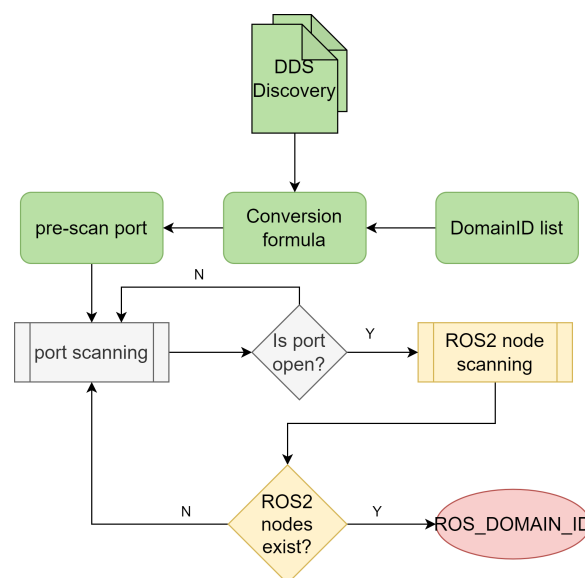 DDS
Discovery
pre-scan port
Conversion
formula
DomainID list
N
port scanning
Is port
open?
Y
ROS2 node
scanning
N
ROS2
nodes
exist?
Y
ROS_DOMAIN_ID